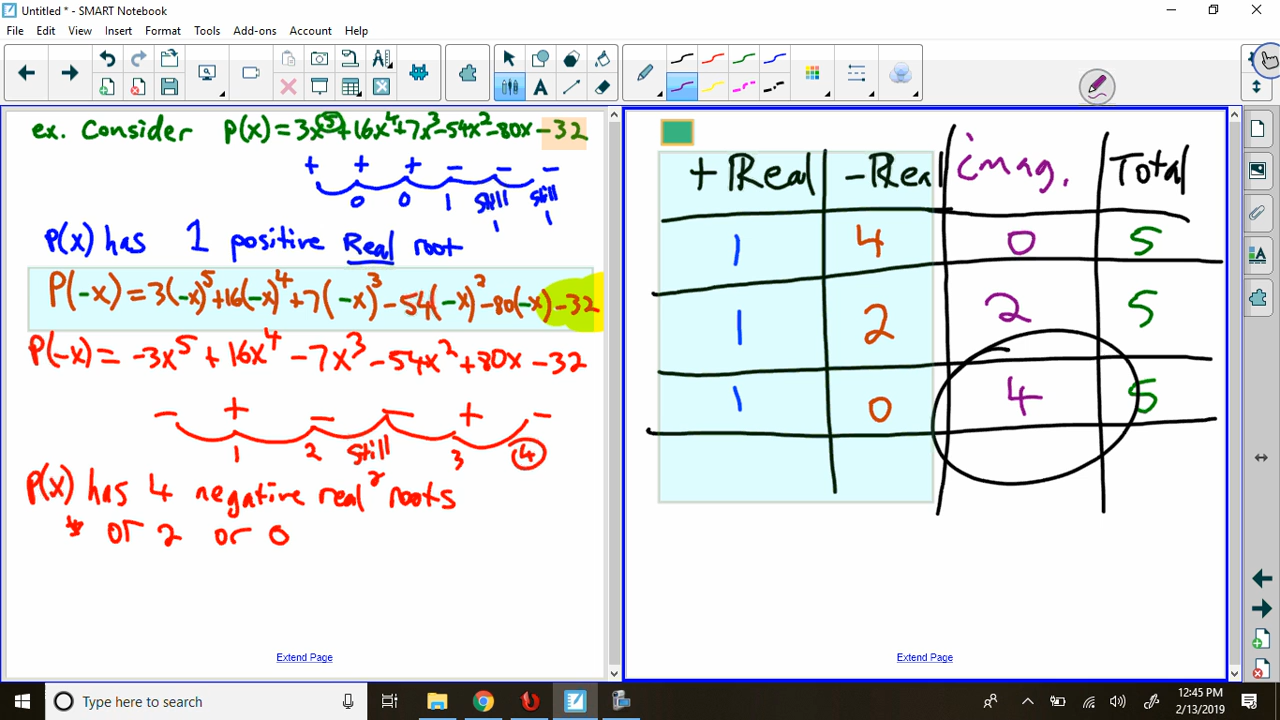 Untitled * - SMART Notebook
File Edit View Insert Format Tools Add-ons Account Help
ex. Consider P(x) = 3x⁵+16x⁴+7x³-54x²-80x-32
+ + + - - -
0 0 1 still 1 still 1
P(x) has 1 positive Real root
P(-x) = 3(-x)⁵+16(-x)⁴+7(-x)³-54(-x)²-80(-x)-32
P(-x) = -3x⁵ + 16x⁴ - 7x³ - 54x² + 80x - 32
- + - - + -
1 2 still 2 3 4
P(x) has 4 negative real roots
* or 2 or 0
Extend Page
+ Real - Real imag. Total
1 4 0 5
1 2 2 5
1 0 4 5
Extend Page
Type here to search
12:45 PM
2/13/2019